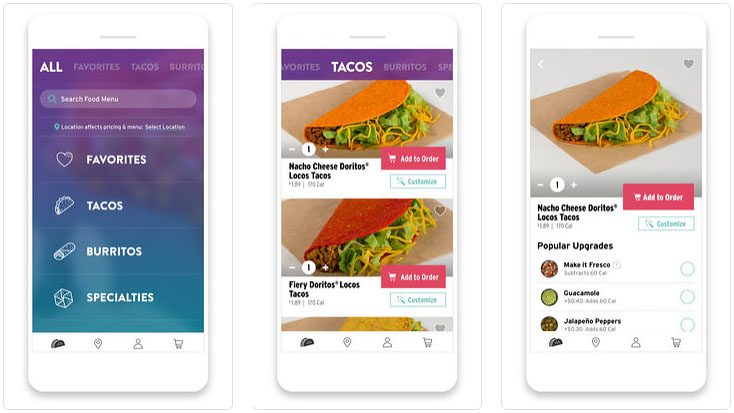 ALL FAVORITES TACOS BURRITO
Search Food Menu
Location affects pricing & menu: Select Location
FAVORITES
TACOS
BURRITOS
SPECIALTIES
AVORITES TACOS BURRITOS SPE
1
Add to Order
Nacho Cheese Doritos®
Locos Tacos
$1.89 | 170 Cal
Customize
1
Add to Order
Fiery Doritos® Locos
Tacos
$1.89 | 170 Cal
Customize
1
Add to Order
Nacho Cheese Doritos®
Locos Tacos
$1.89 | 170 Cal
Customize
Popular Upgrades
Make it Fresco
Subtracts 60 Cal
Guacamole
+$0.40 Adds 60 Cal
Jalapeño Peppers
+$0.30 Adds 60 Cal